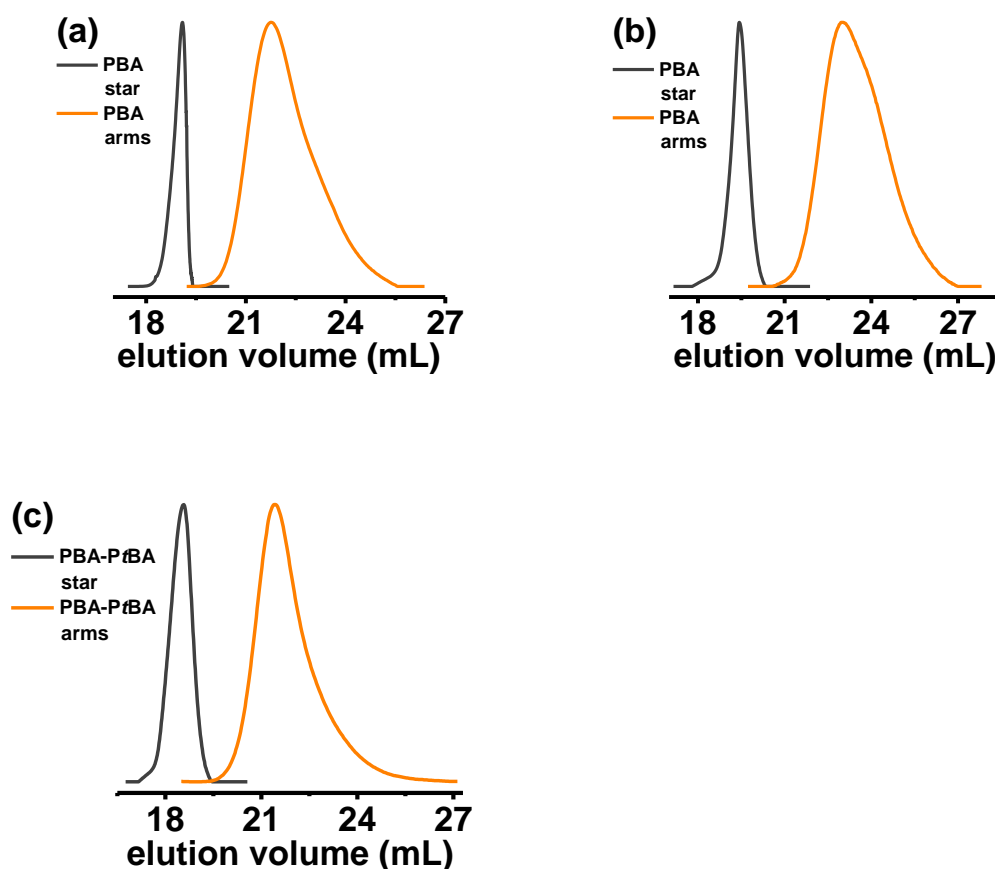 (a)
PBA
star
PBA
arms
18 21 24 27
elution volume (mL)
(b)
PBA
star
PBA
arms
18 21 24 27
elution volume (mL)
(c)
PBA-PtBA
star
PBA-PtBA
arms
18 21 24 27
elution volume (mL)